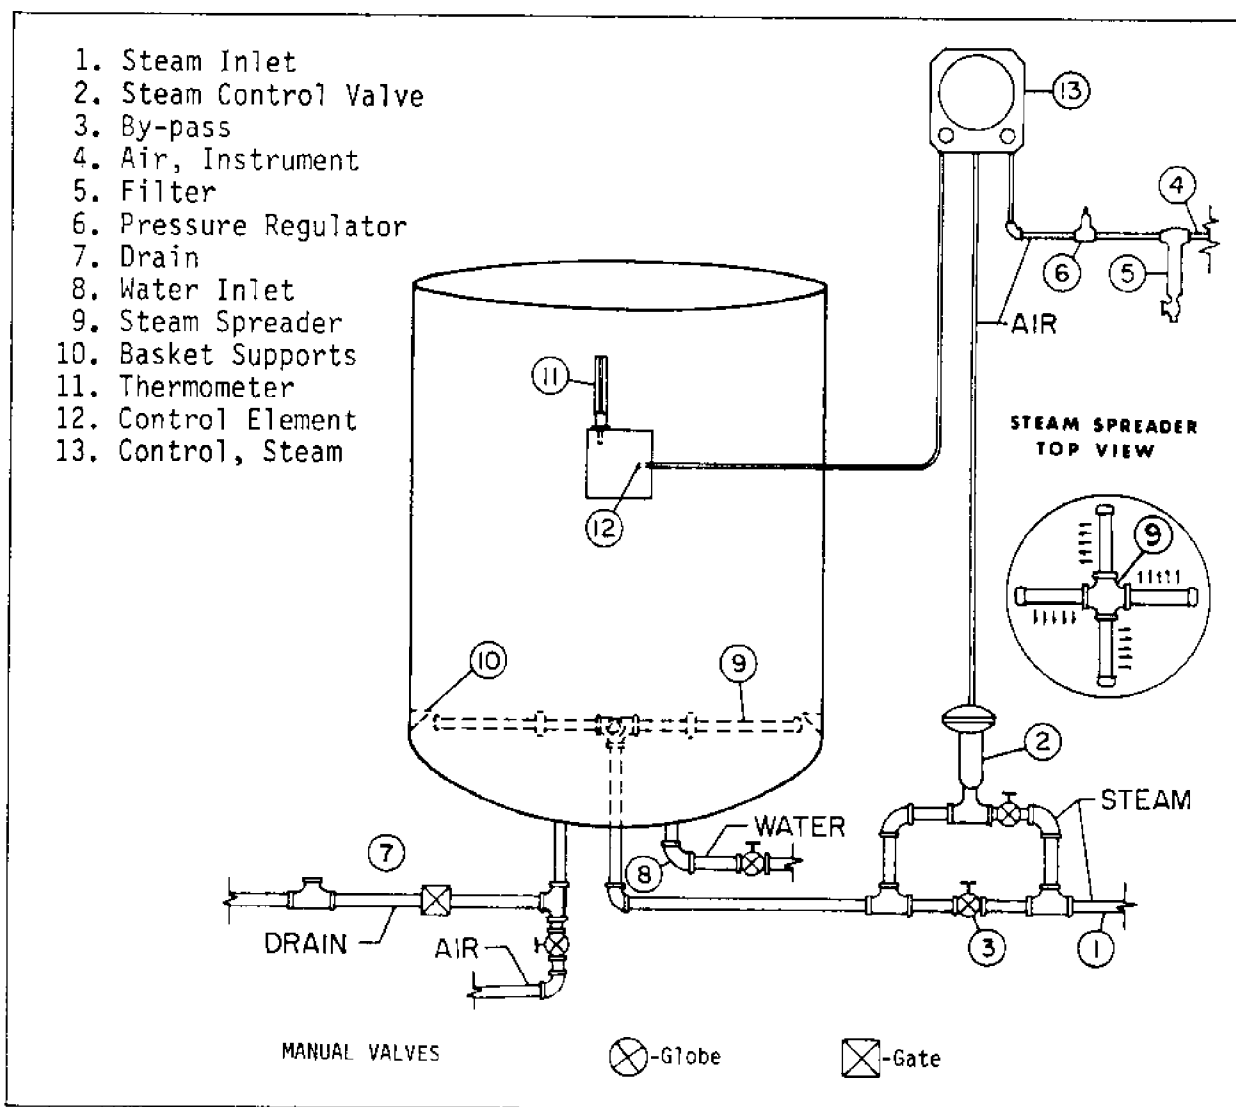 1. Steam Inlet
2. Steam Control Valve
3. By-pass
4. Air, Instrument
5. Filter
6. Pressure Regulator
7. Drain
8. Water Inlet
9. Steam Spreader
10. Basket Supports
11. Thermometer
12. Control Element
13. Control, Steam
13
4
6
5
AIR
11
12
STEAM SPREADER
TOP VIEW
9
10
9
2
STEAM
WATER
7
8
DRAIN
AIR
3
1
MANUAL VALVES
-Globe
-Gate